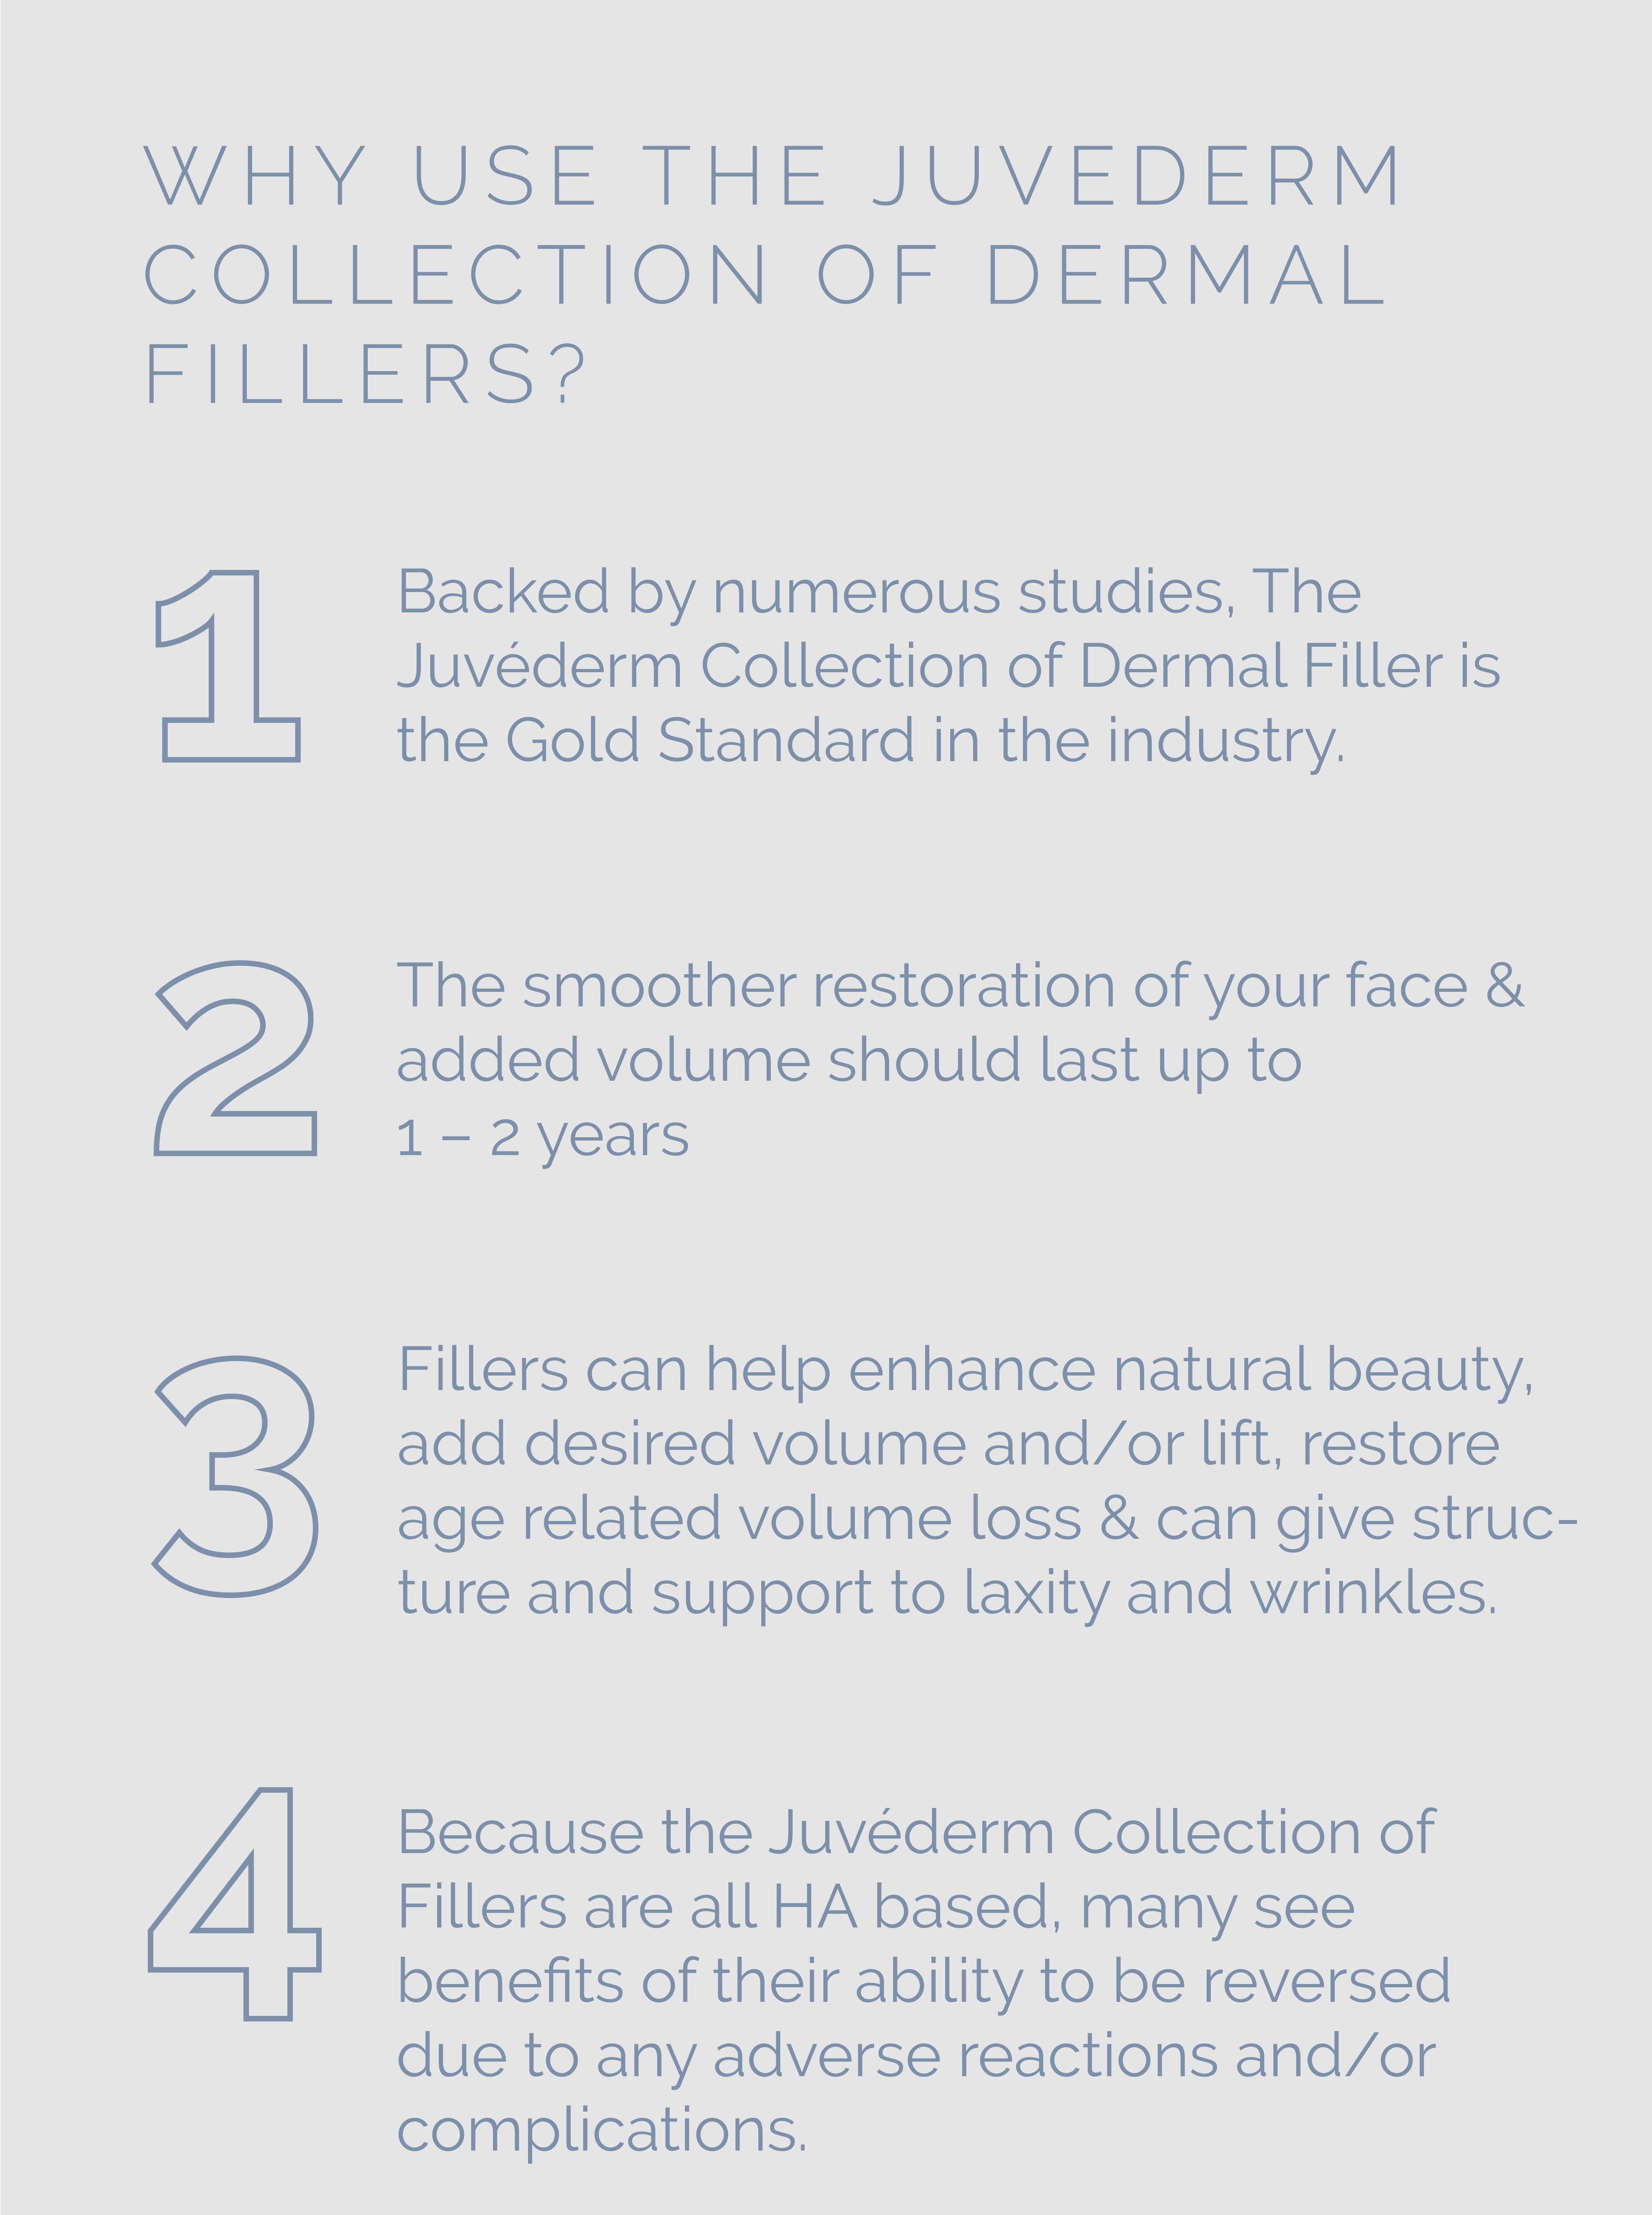 WHY USE THE JUVEDERM
COLLECTION OF DERMAL
FILLERS?
1
Backed by numerous studies, The
Juvéderm Collection of Dermal Filler is
the Gold Standard in the industry.
2
The smoother restoration of your face &
added volume should last up to
1 – 2 years
3
Fillers can help enhance natural beauty,
add desired volume and/or lift, restore
age related volume loss & can give struc-
ture and support to laxity and wrinkles.
4
Because the Juvéderm Collection of
Fillers are all HA based, many see
benefits of their ability to be reversed
due to any adverse reactions and/or
complications.